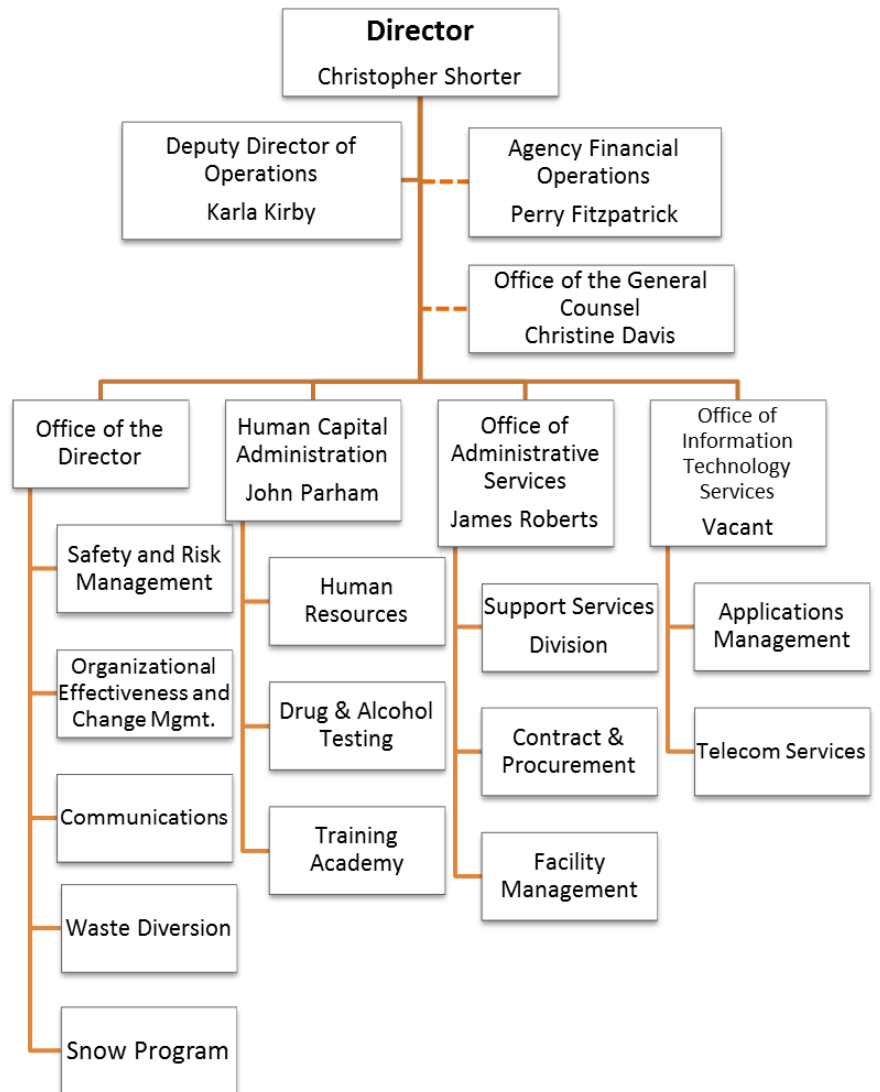 Director
Christopher Shorter
Deputy Director of
Operations
Karla Kirby
Agency Financial
Operations
Perry Fitzpatrick
Office of the General
Counsel
Christine Davis
Office of the
Director
Human Capital
Administration
John Parham
Office of
Administrative
Services
James Roberts
Office of
Information
Technology
Services
Vacant
Safety and Risk
Management
Organizational
Effectiveness and
Change Mgmt.
Communications
Waste Diversion
Snow Program
Human
Resources
Drug & Alcohol
Testing
Training
Academy
Support Services
Division
Contract &
Procurement
Facility
Management
Applications
Management
Telecom Services